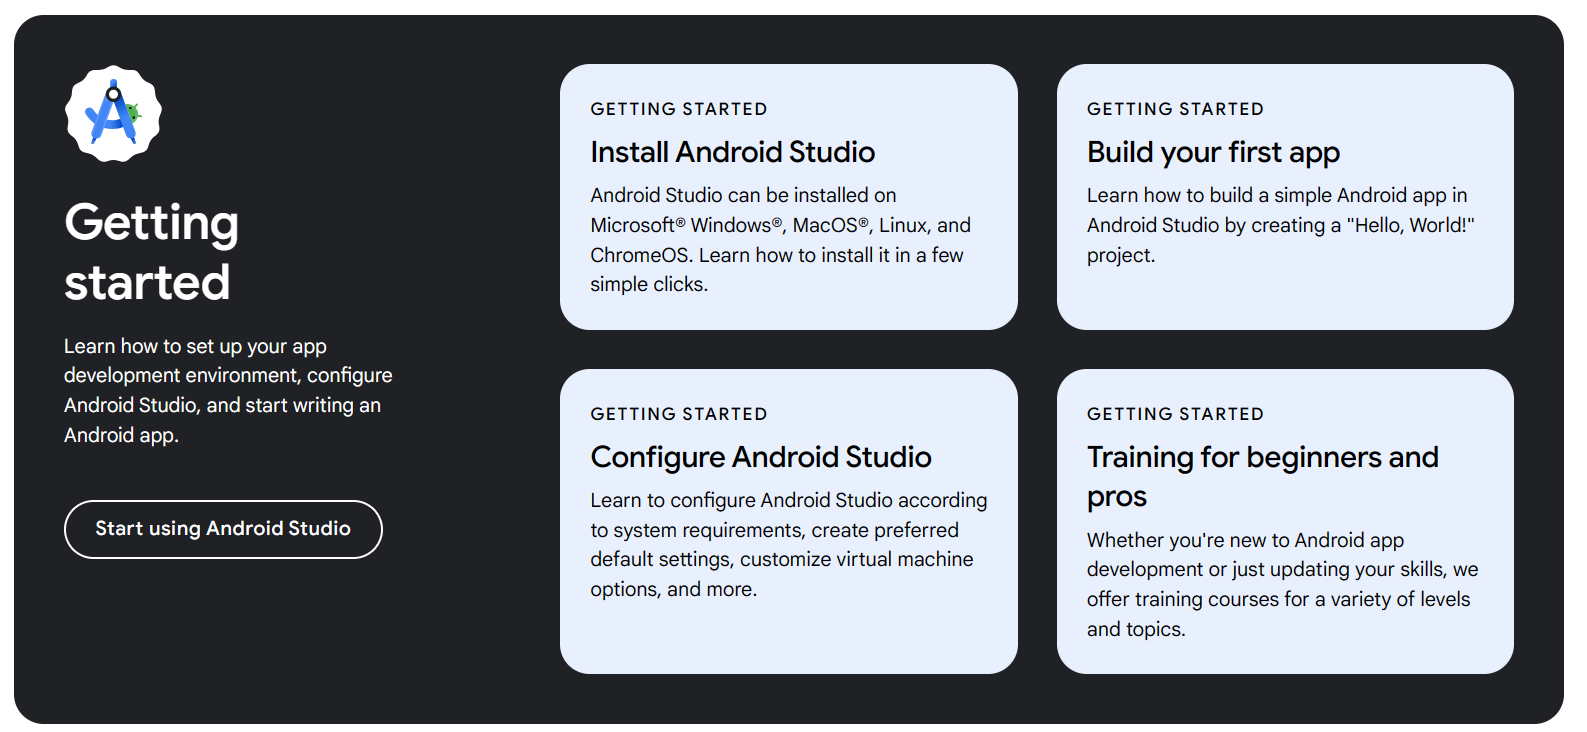 Getting
started
Learn how to set up your app
development environment, configure
Android Studio, and start writing an
Android app.
Start using Android Studio
GETTING STARTED
Install Android Studio
Android Studio can be installed on
Microsoft® Windows®, MacOS®, Linux, and
ChromeOS. Learn how to install it in a few
simple clicks.
GETTING STARTED
Build your first app
Learn how to build a simple Android app in
Android Studio by creating a "Hello, World!"
project.
GETTING STARTED
Configure Android Studio
Learn to configure Android Studio according
to system requirements, create preferred
default settings, customize virtual machine
options, and more.
GETTING STARTED
Training for beginners and
pros
Whether you're new to Android app
development or just updating your skills, we
offer training courses for a variety of levels
and topics.